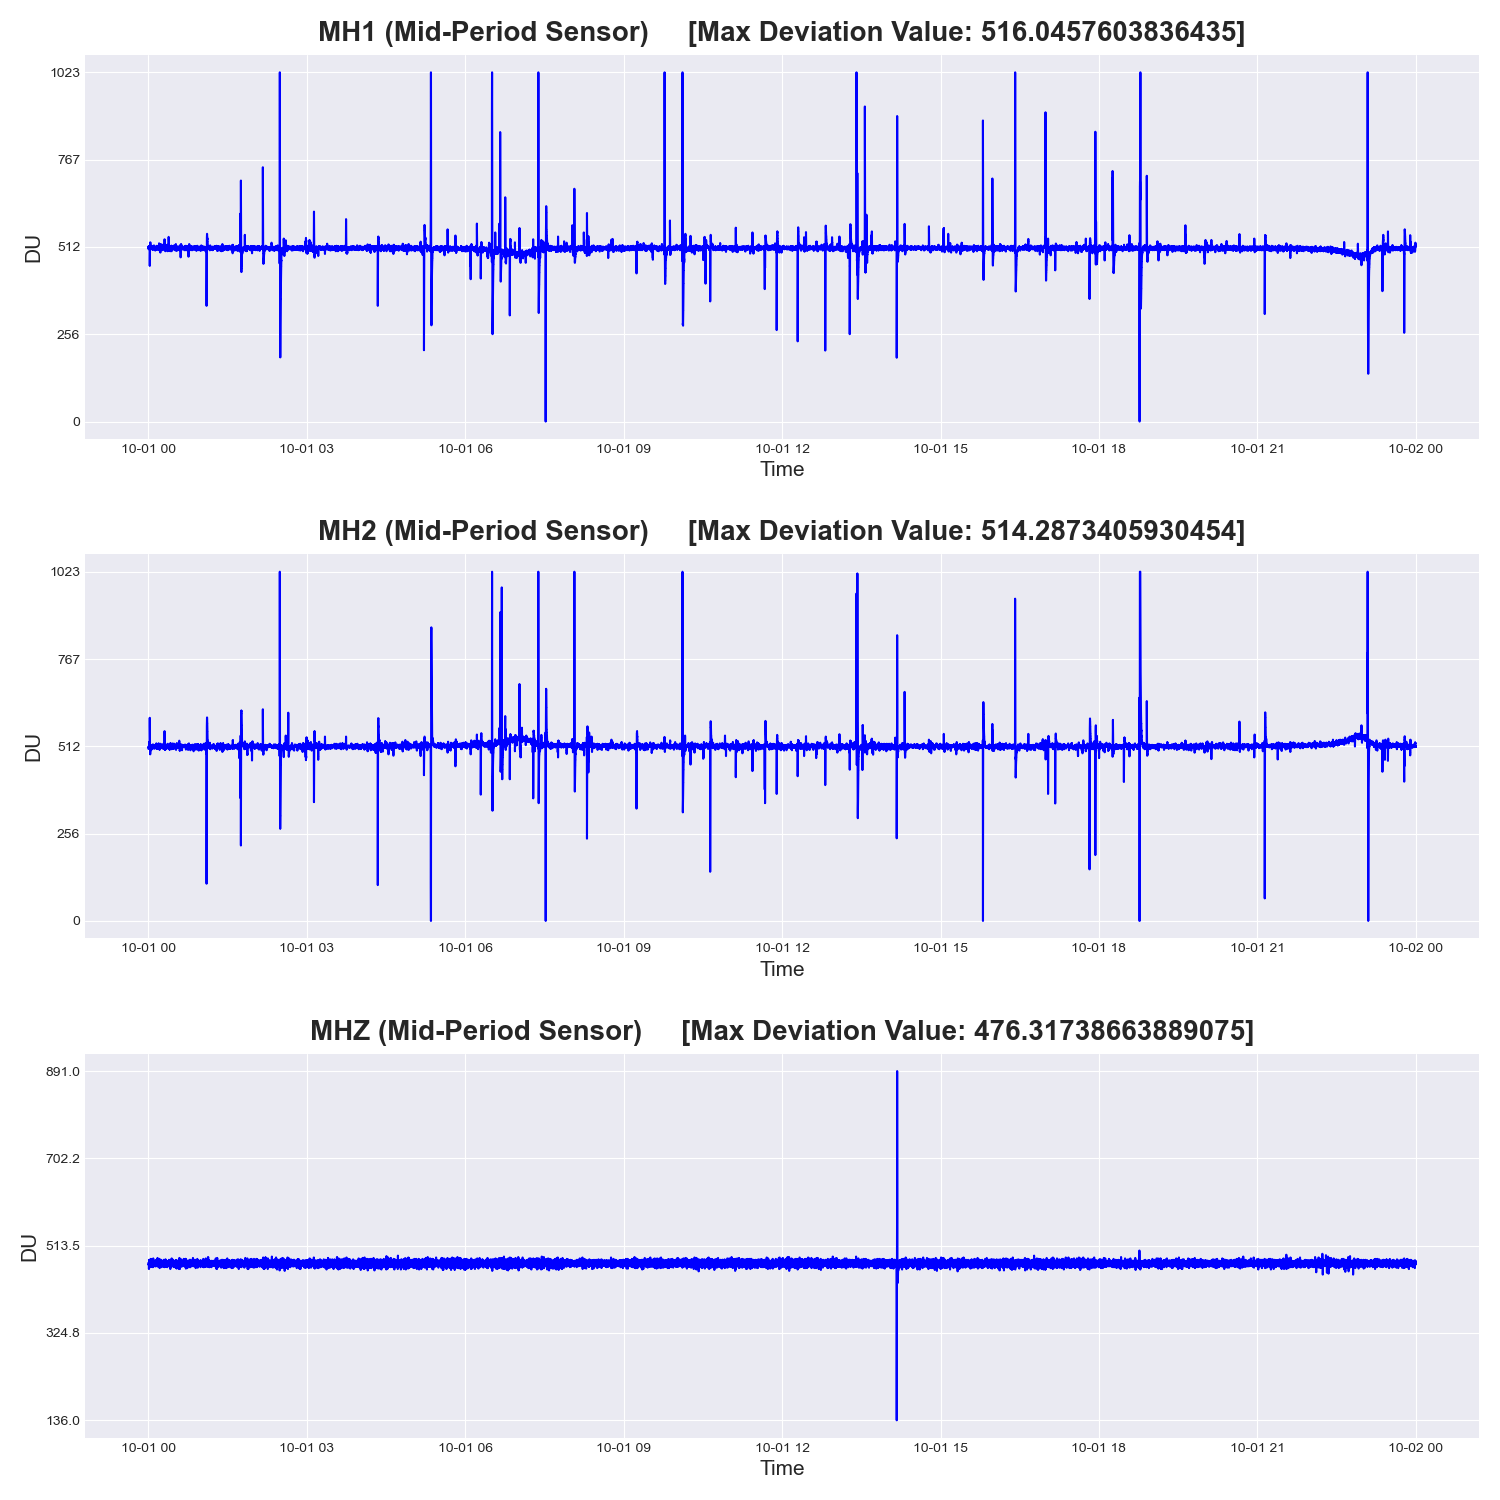 MH1 (Mid-Period Sensor) [Max Deviation Value: 516.0457603836435]
1023
767
512
256
0
DU
10-01 00 10-01 03 10-01 06 10-01 09 10-01 12 10-01 15 10-01 18 10-01 21 10-02 00
Time
MH2 (Mid-Period Sensor) [Max Deviation Value: 514.2873405930454]
1023
767
512
256
0
DU
10-01 00 10-01 03 10-01 06 10-01 09 10-01 12 10-01 15 10-01 18 10-01 21 10-02 00
Time
MHZ (Mid-Period Sensor) [Max Deviation Value: 476.31738663889075]
891.0
702.2
513.5
324.8
136.0
DU
10-01 00 10-01 03 10-01 06 10-01 09 10-01 12 10-01 15 10-01 18 10-01 21 10-02 00
Time